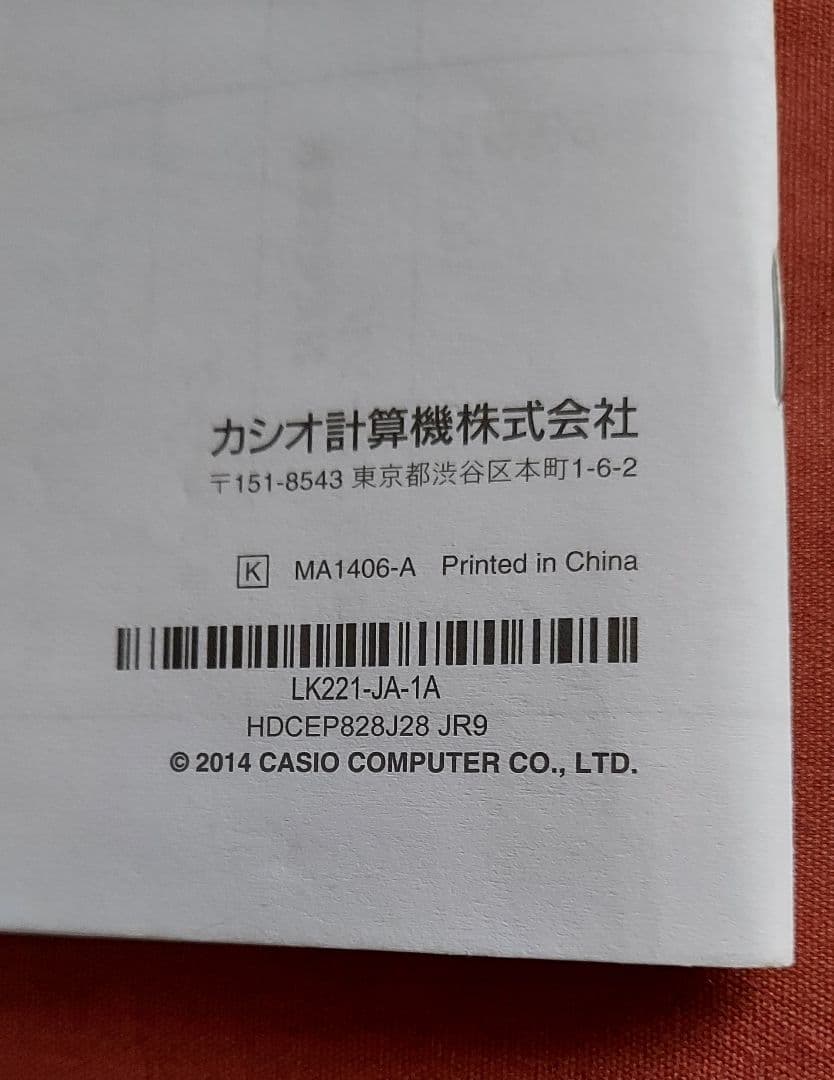 カシオ計算機株式会社
〒151-8543 東京都渋谷区本町1-6-2
K MA1406-A Printed in China
LK221-JA-1A
HDCEP828J28 JR9
© 2014 CASIO COMPUTER CO., LTD.